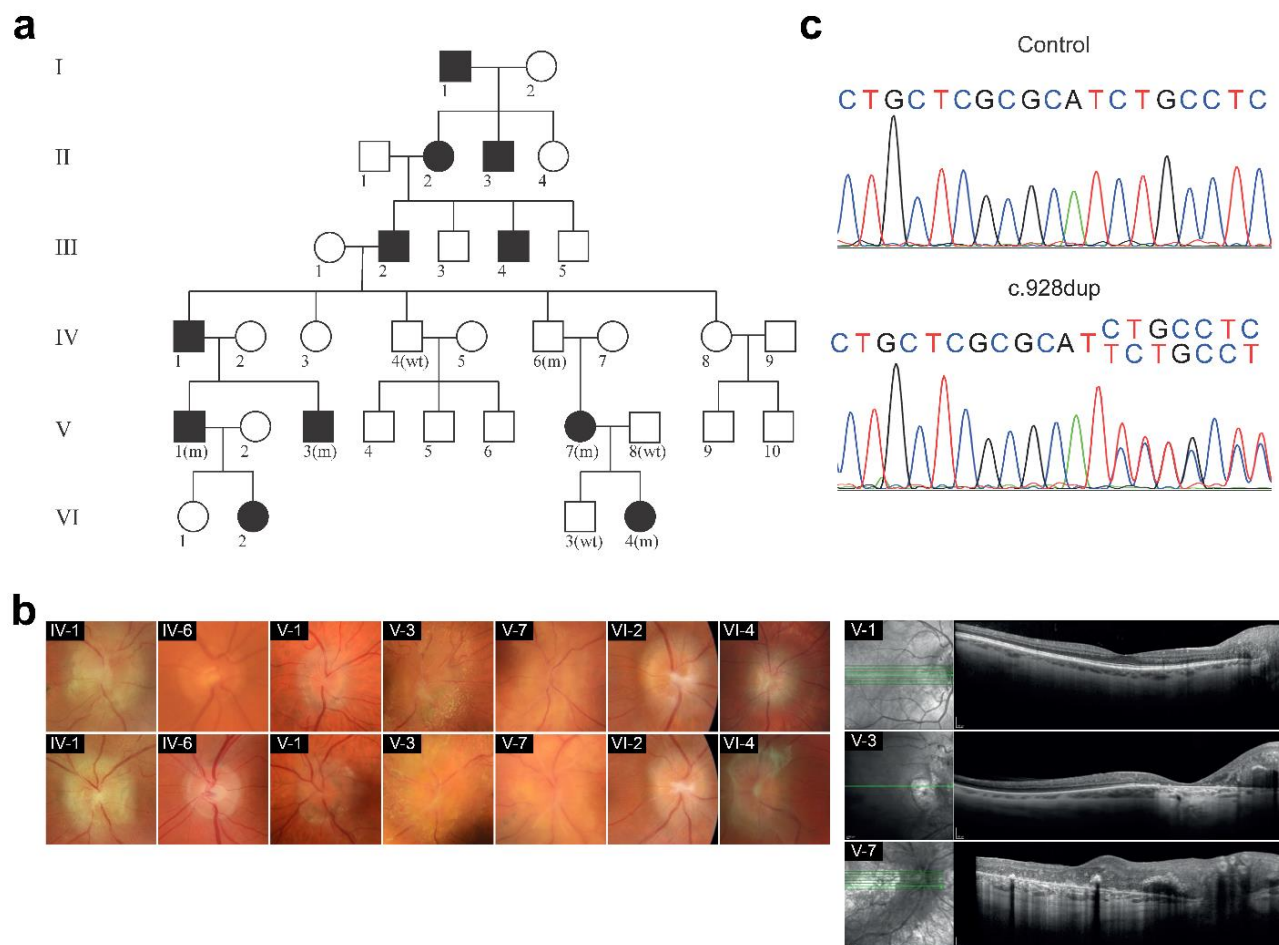 a
I
1
2
II
1
2
3
4
III
1
2
3
4
5
IV
1
2
3
4(wt)
5
6(m)
7
8
9
V
1(m)
2
3(m)
4
5
6
7(m)
8(wt)
9
10
VI
1
2
3(wt)
4(m)
c
Control
CTGCTCGCGCATCTGCCTC
c.928dup
CTGCTCGCGCATCTGCCTC
TCTGCCT
b
IV-1
IV-6
V-1
V-3
V-7
VI-2
VI-4
IV-1
IV-6
V-1
V-3
V-7
VI-2
VI-4
V-1
V-3
V-7